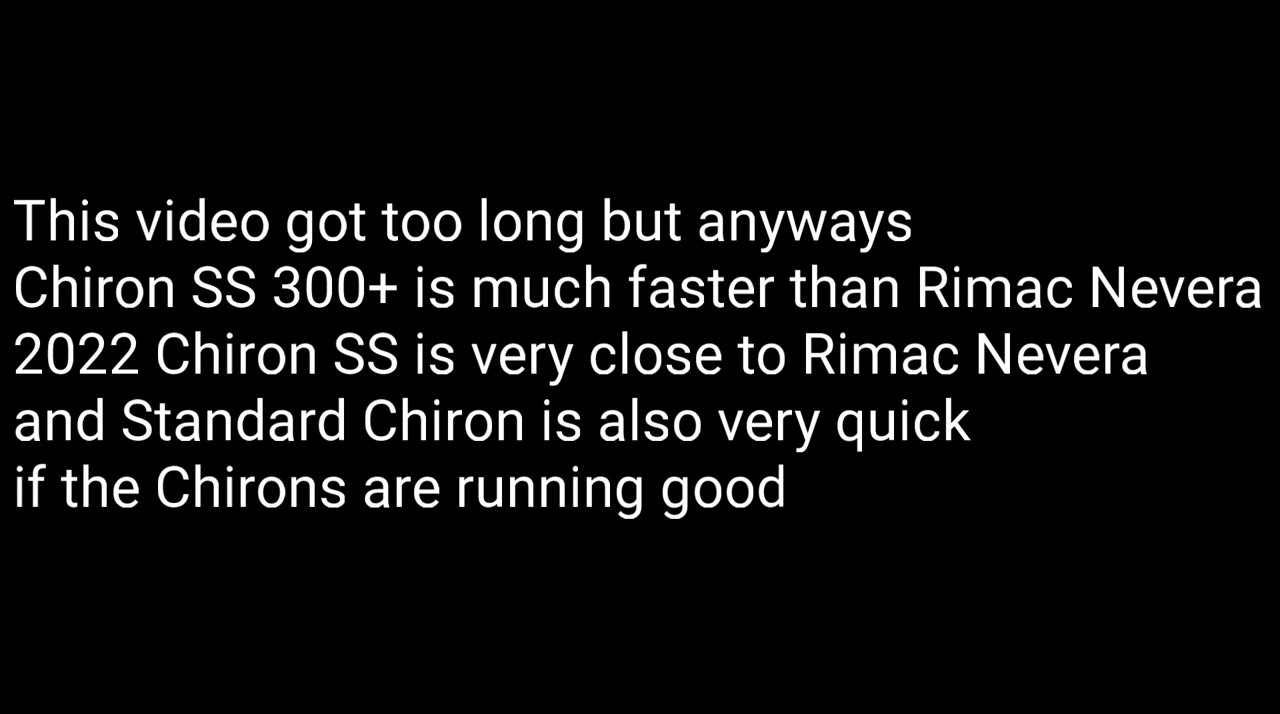 This video got too long but anyways
Chiron SS 300+ is much faster than Rimac Nevera
2022 Chiron SS is very close to Rimac Nevera
and Standard Chiron is also very quick
if the Chirons are running good